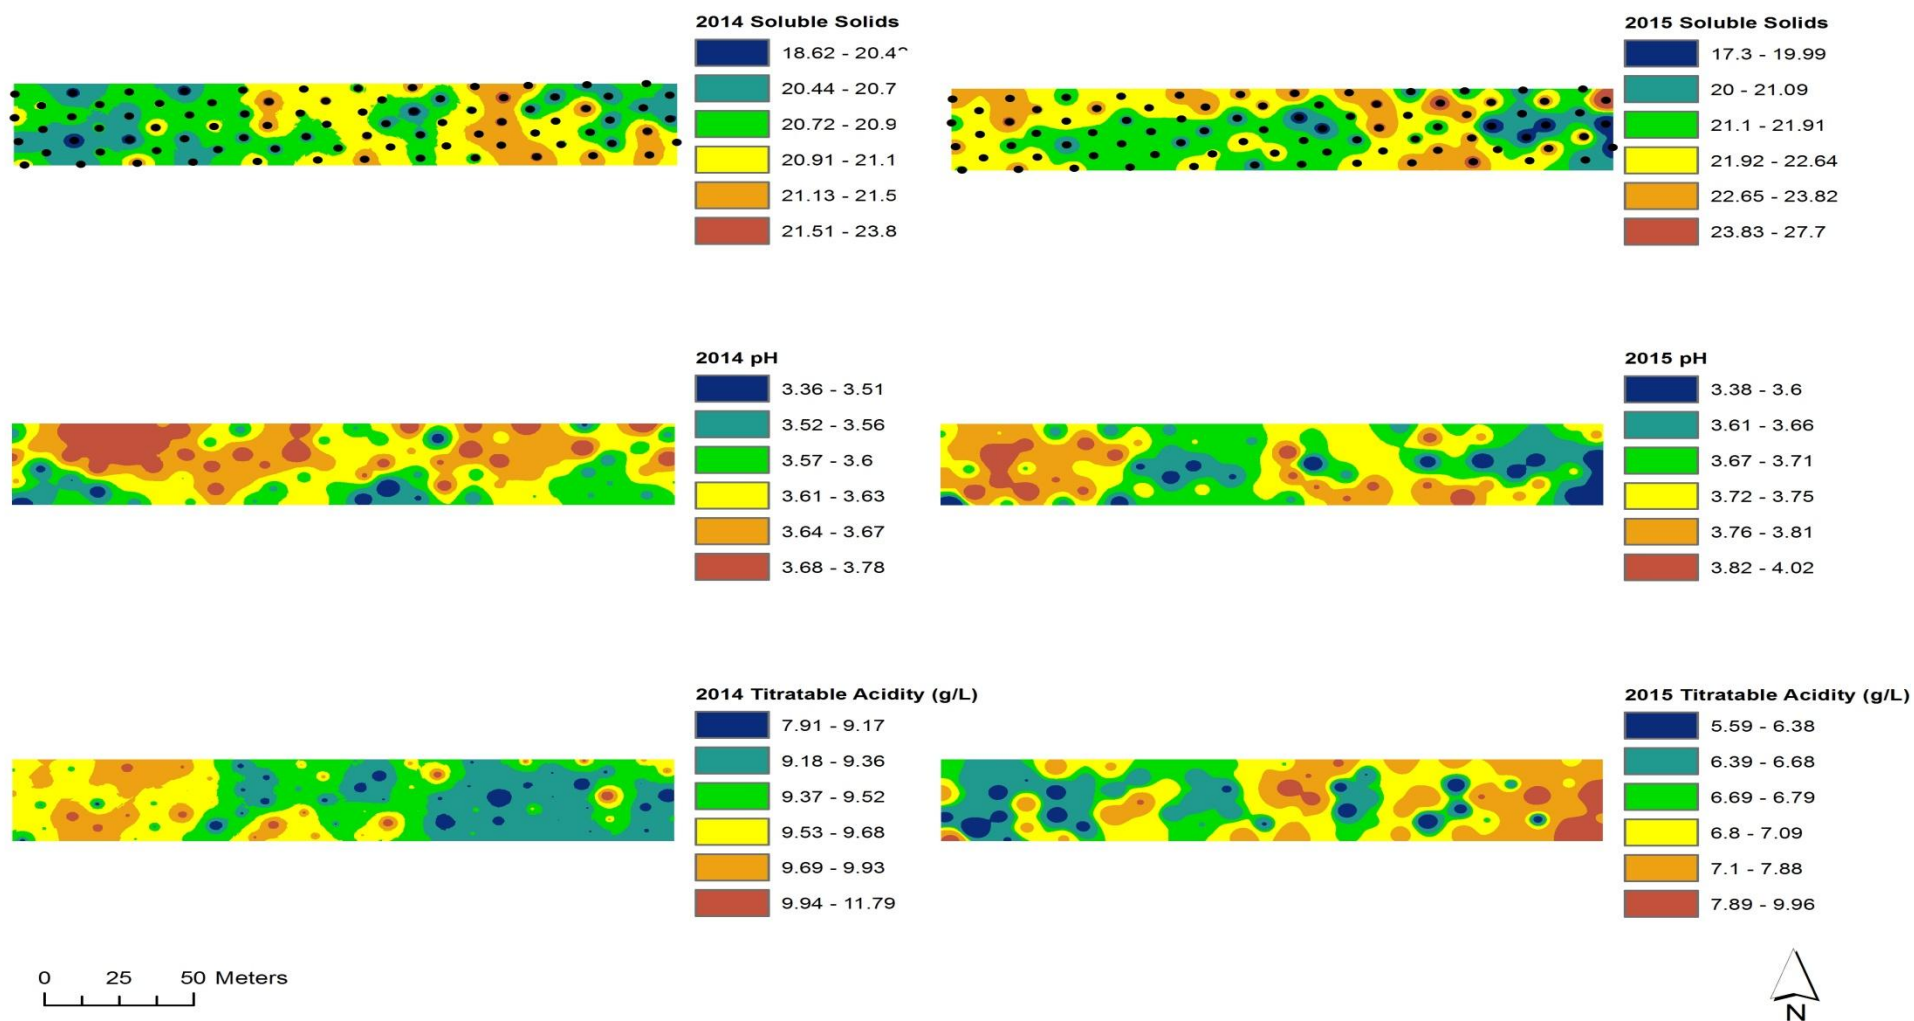 2014 Soluble Solids
18.62 - 20.4
20.44 - 20.7
20.72 - 20.9
20.91 - 21.1
21.13 - 21.5
21.51 - 23.8
2015 Soluble Solids
17.3 - 19.99
20 - 21.09
21.1 - 21.91
21.92 - 22.64
22.65 - 23.82
23.83 - 27.7
2014 pH
3.36 - 3.51
3.52 - 3.56
3.57 - 3.6
3.61 - 3.63
3.64 - 3.67
3.68 - 3.78
2015 pH
3.38 - 3.6
3.61 - 3.66
3.67 - 3.71
3.72 - 3.75
3.76 - 3.81
3.82 - 4.02
2014 Titratable Acidity (g/L)
7.91 - 9.17
9.18 - 9.36
9.37 - 9.52
9.53 - 9.68
9.69 - 9.93
9.94 - 11.79
2015 Titratable Acidity (g/L)
5.59 - 6.38
6.39 - 6.68
6.69 - 6.79
6.8 - 7.09
7.1 - 7.88
7.89 - 9.96
0 25 50 Meters
N